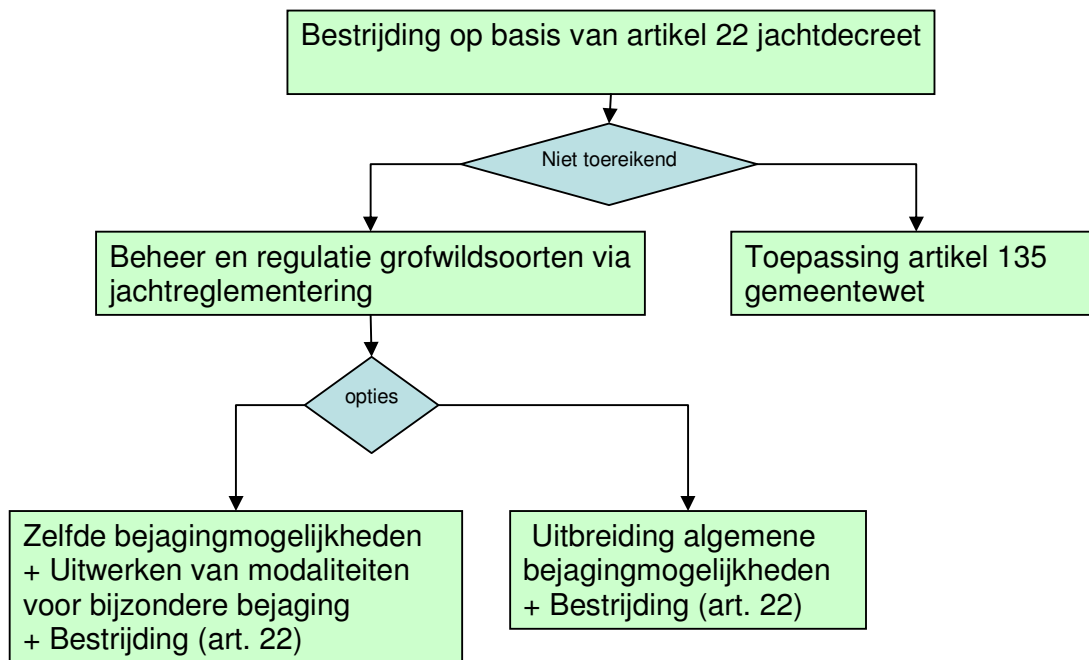 Bestrijding op basis van artikel 22 jachtdecreet
Niet toereikend
Beheer en regulatie grofwildsoorten via
jachtreglementering
Toepassing artikel 135
gemeentewet
opties
Zelfde bejagingmogelijkheden
+ Uitwerken van modaliteiten
voor bijzondere bejaging
+ Bestrijding (art. 22)
Uitbreiding algemene
bejagingmogelijkheden
+ Bestrijding (art. 22)